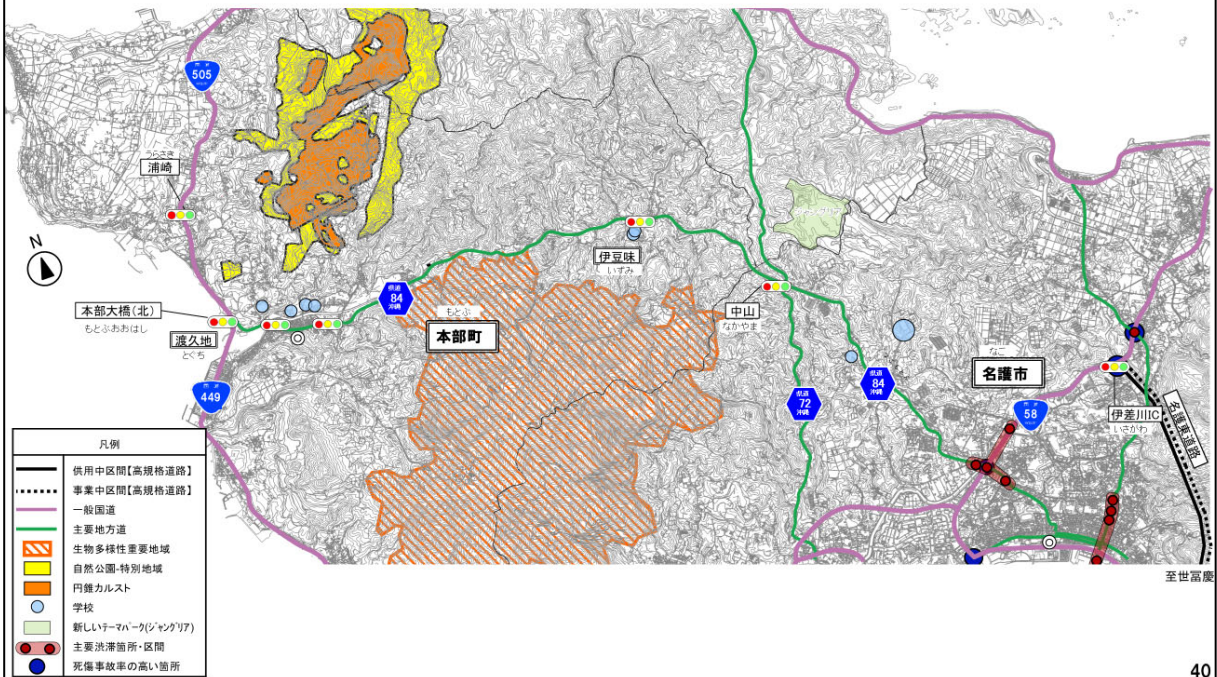 国道
505
うらさき
浦崎
N
伊豆味
いずみ
県道
84
沖縄
本部大橋(北)
もとぶおおはし
渡久地
とぐち
もとぶ
本部町
中山
なかやま
国道
449
県道
72
沖縄
県道
84
沖縄
なご
名護市
国道
58
伊差川IC
いさがわ
名護東道路
凡例
供用中区間【高規格道路】
事業中区間【高規格道路】
一般国道
主要地方道
生物多様性重要地域
自然公園-特別地域
円錐カルスト
学校
新しいテーマパーク(ジャングリア)
主要渋滞箇所・区間
死傷事故率の高い箇所
至世冨慶
40